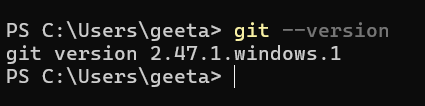 PS C:\Users\geeta> git --version
git version 2.47.1.windows.1
PS C:\Users\geeta>